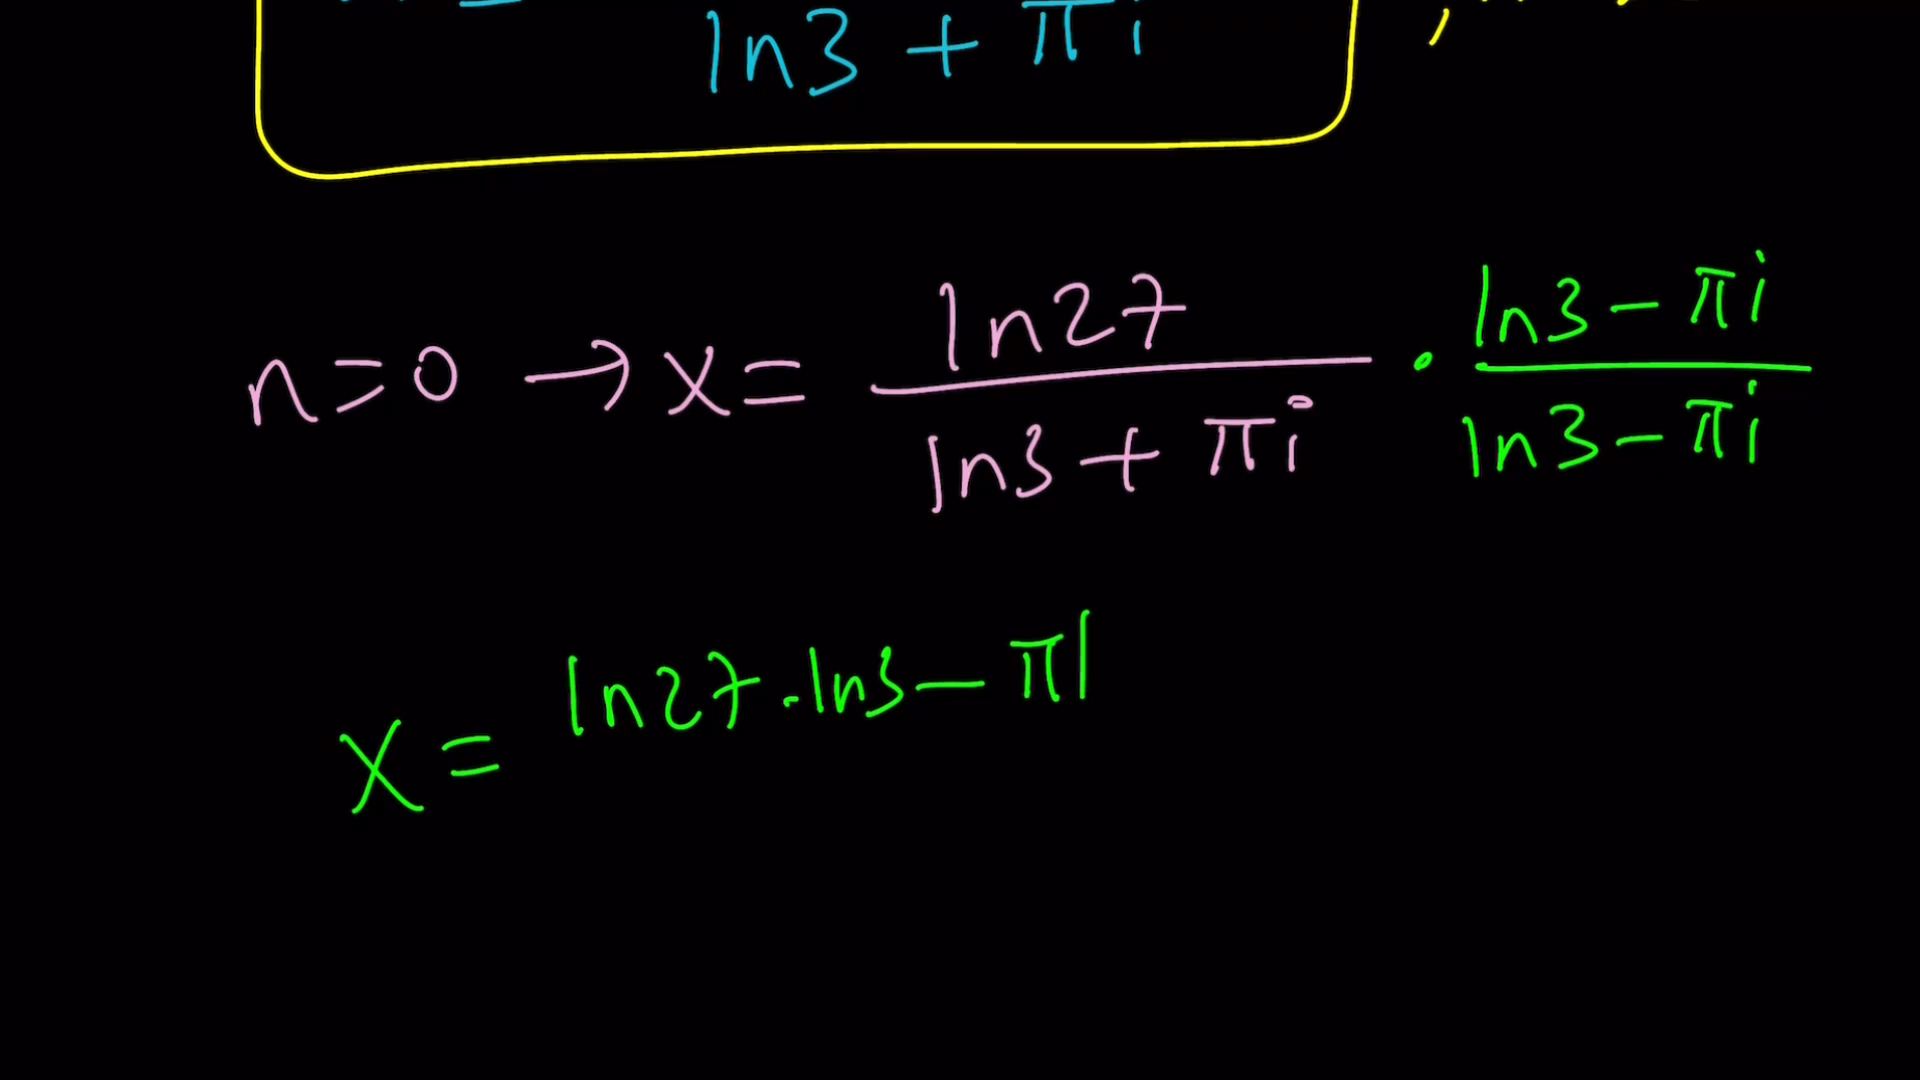 ln3 + πi
n=0 → x= ln27 / ln3 + πi · ln3 - πi / ln3 - πi
x = ln27 · ln3 - πl